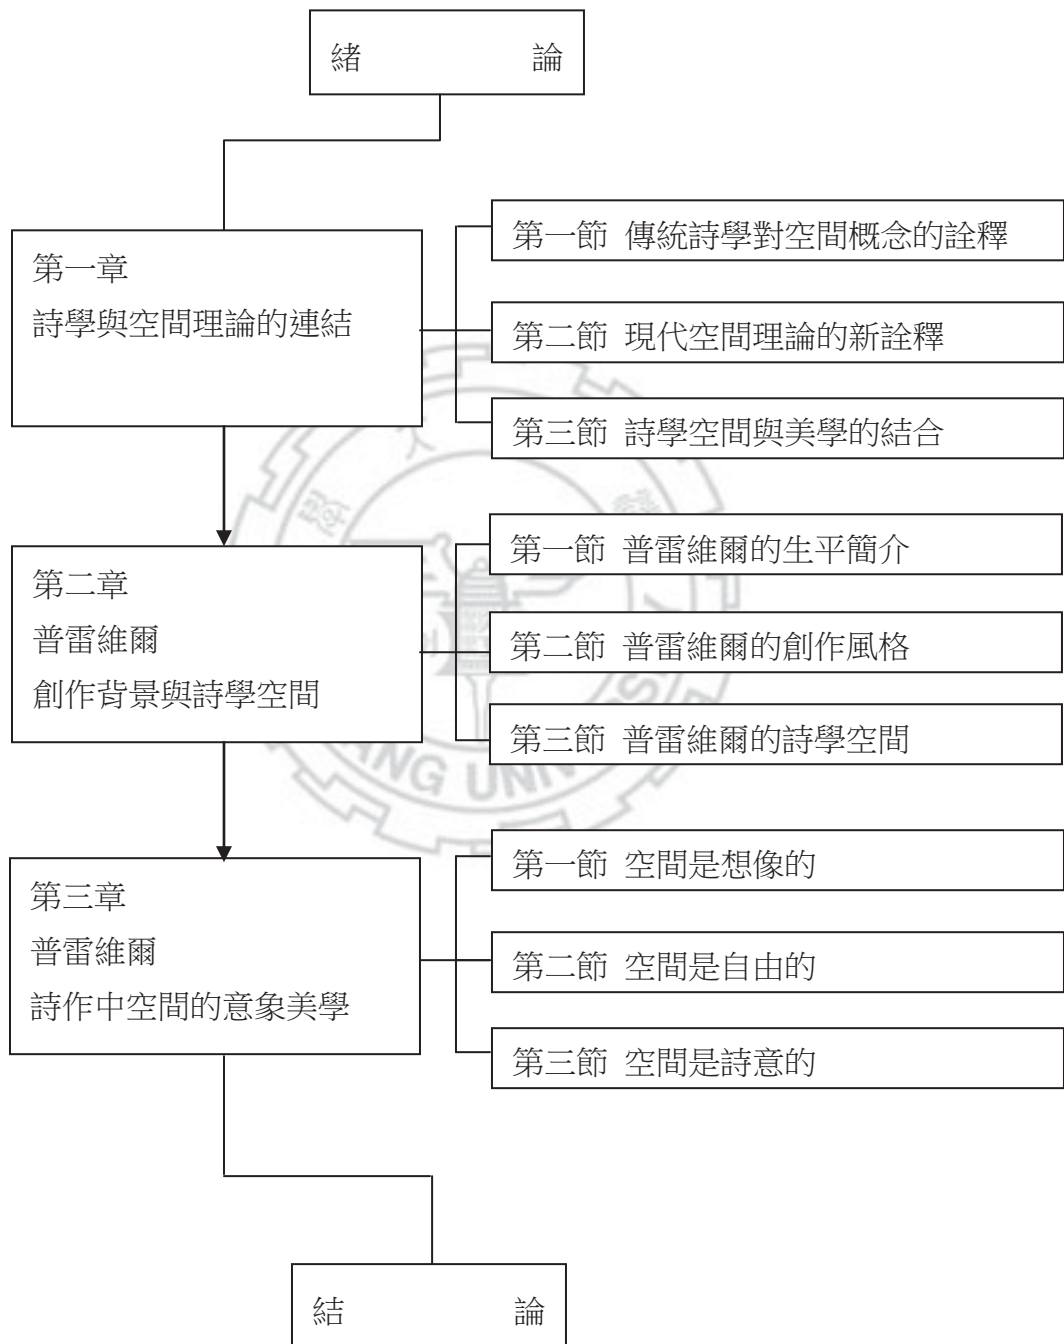 緒 論
第一章
詩學與空間理論的連結
第一節 傳統詩學對空間概念的詮釋
第二節 現代空間理論的新詮釋
第三節 詩學空間與美學的結合
第二章
普雷維爾
創作背景與詩學空間
第一節 普雷維爾的生平簡介
第二節 普雷維爾的創作風格
第三節 普雷維爾的詩學空間
第三章
普雷維爾
詩作中空間的意象美學
第一節 空間是想像的
第二節 空間是自由的
第三節 空間是詩意的
結 論